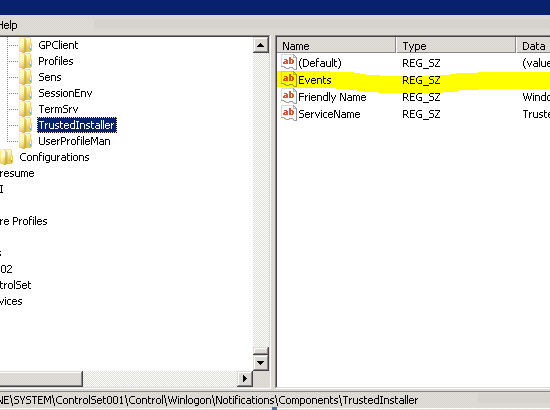 Help
GPClient
Profiles
Sens
SessionEnv
TermSrv
TrustedInstaller
UserProfileMan
Configurations
resume
I
re Profiles
s
02
trolSet
vices
Name Type Data
ab (Default) REG_SZ (value
ab Events REG_SZ
ab Friendly Name REG_SZ Windo
ab ServiceName REG_SZ Truste
NE\SYSTEM\ControlSet001\Control\Winlogon\Notifications\Components\TrustedInstaller